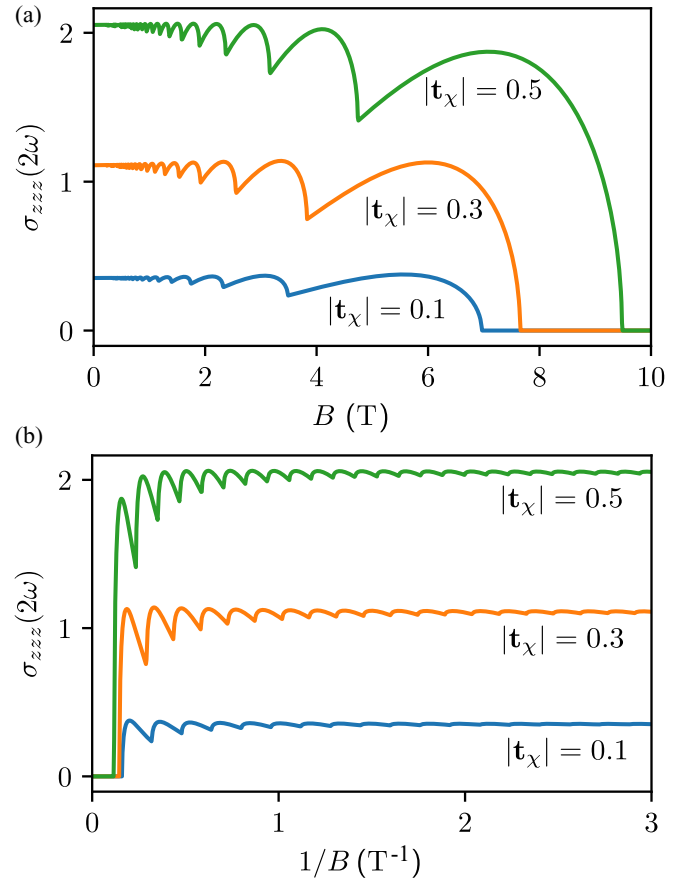 (a)
2
1
0
σzzz(2ω)
|tχ| = 0.5
|tχ| = 0.3
|tχ| = 0.1
0 2 4 6 8 10
B (T)
(b)
2
1
0
σzzz(2ω)
|tχ| = 0.5
|tχ| = 0.3
|tχ| = 0.1
0 1 2 3
1/B (T⁻¹)